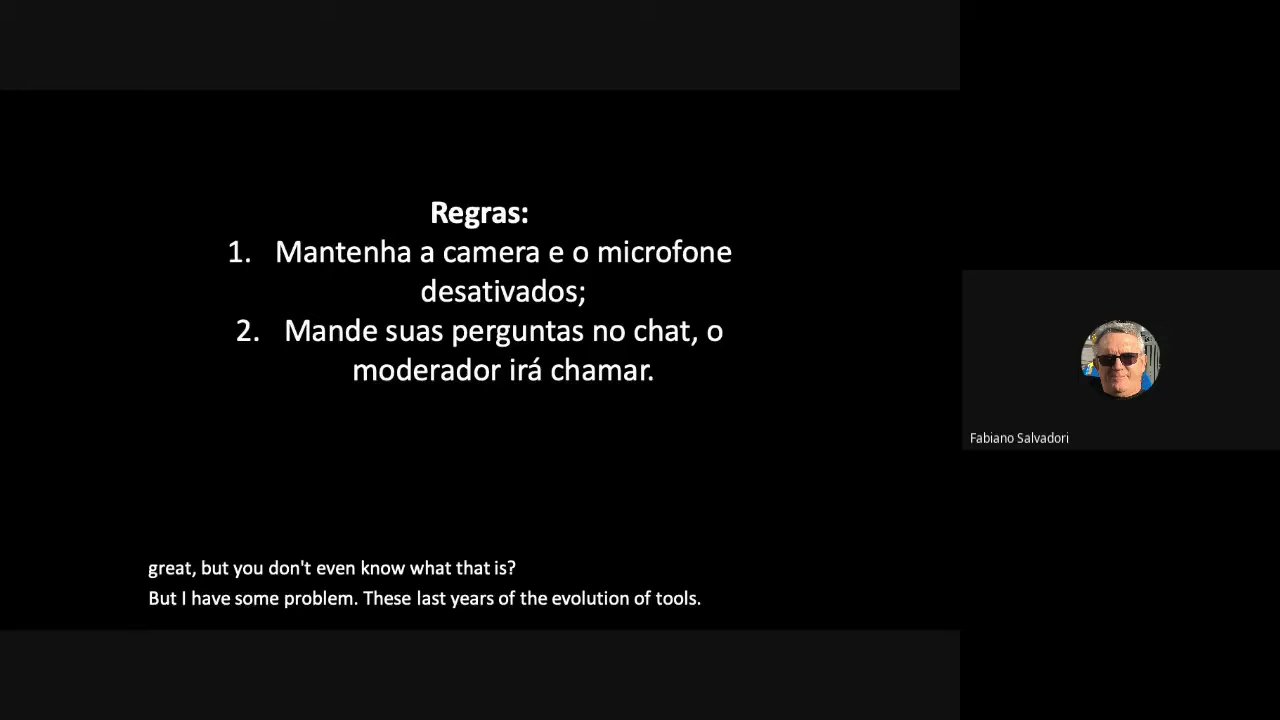 Regras:
1. Mantenha a camera e o microfone
desativados;
2. Mande suas perguntas no chat, o
moderador irá chamar.
Fabiano Salvadori
great, but you don't even know what that is?
But I have some problem. These last years of the evolution of tools.